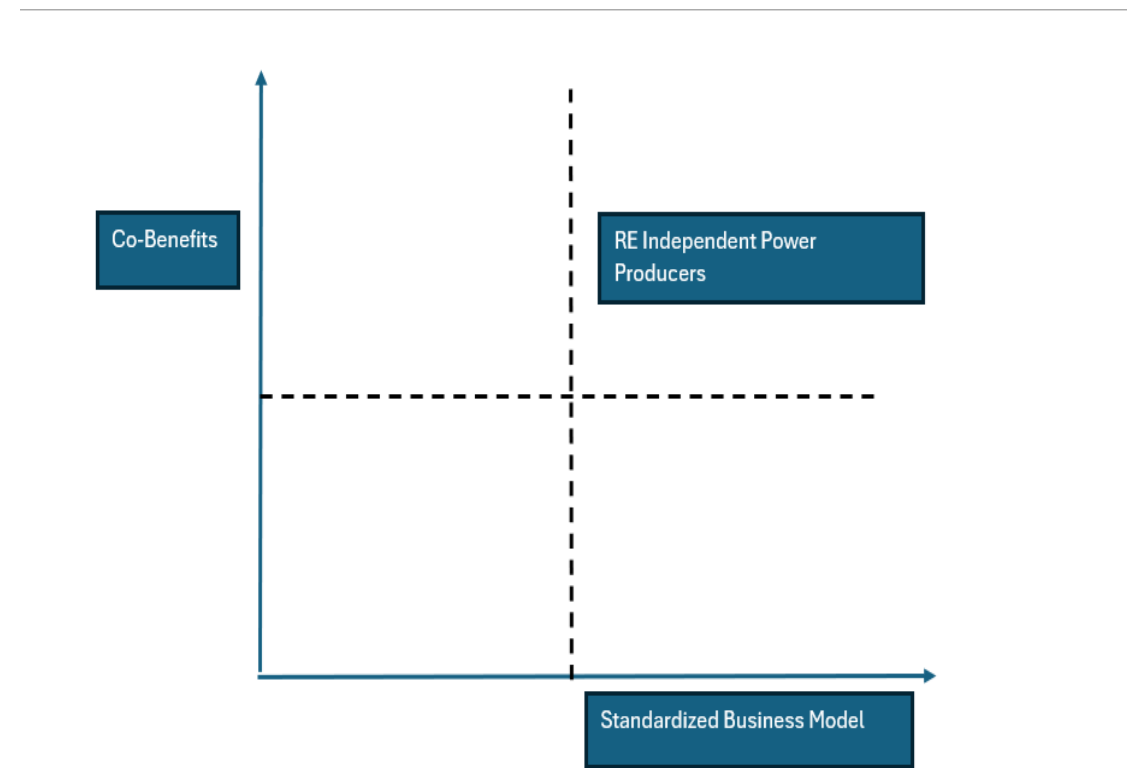 Co-Benefits
RE Independent Power
Producers
Standardized Business Model